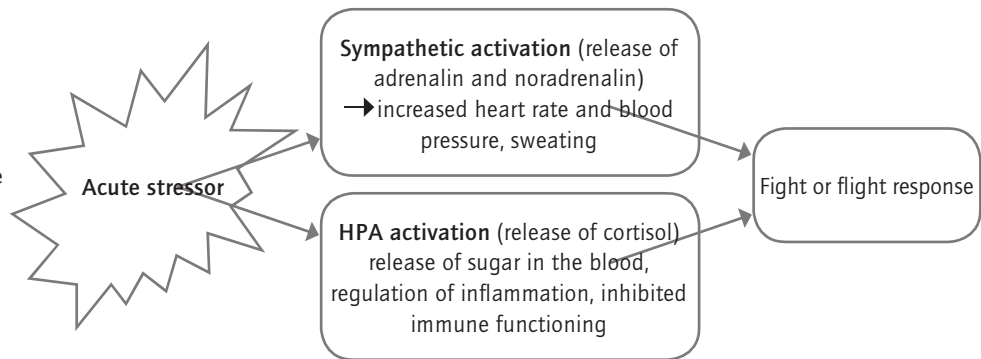 Sympathetic activation (release of
adrenalin and noradrenalin)
→ increased heart rate and blood
pressure, sweating
Acute stressor
HPA activation (release of cortisol)
release of sugar in the blood,
regulation of inflammation, inhibited
immune functioning
Fight or flight response